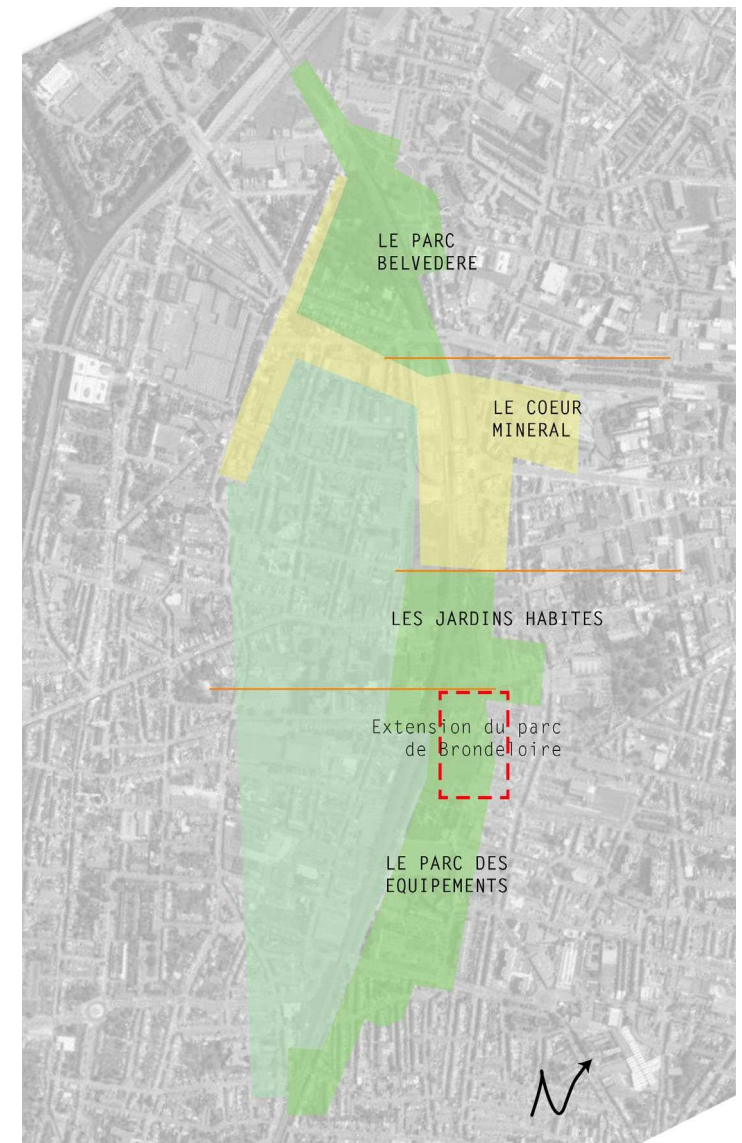 LE PARC
BELVEDERE
LE COEUR
MINERAL
LES JARDINS HABITES
Extension du parc
de Brondeloire
LE PARC DES
EQUIPEMENTS
N